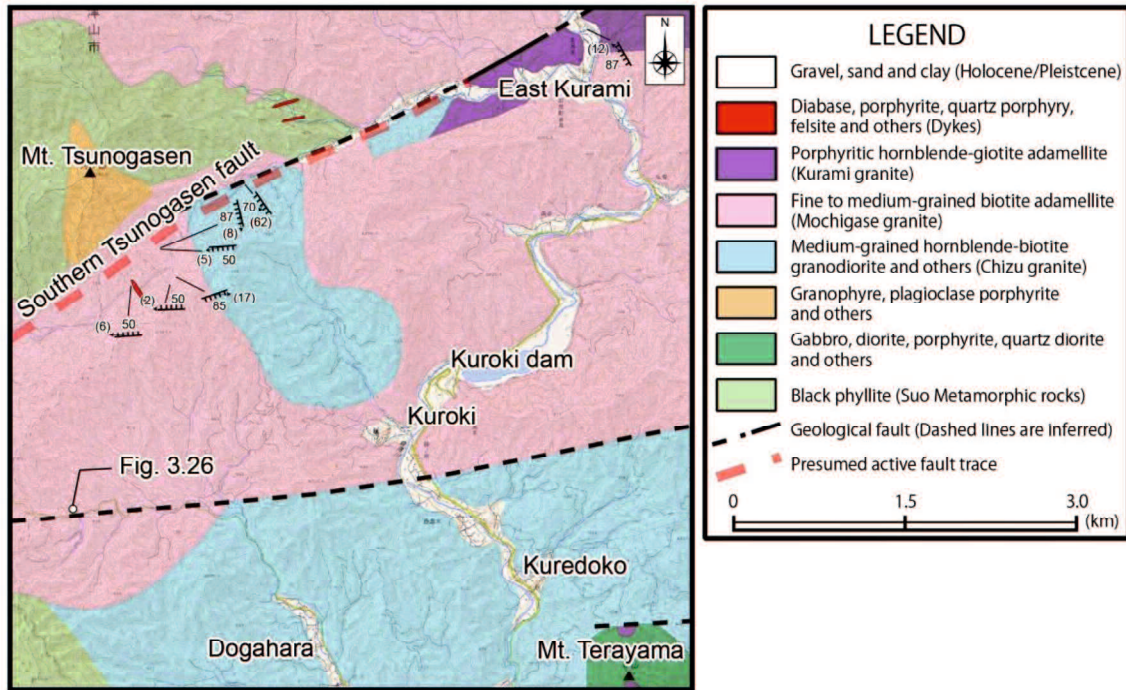 N
(12)
87
East Kurami
Mt. Tsunogasen
Southern Tsunogasen fault
70
87
(62)
(8)
(5)
50
(2)
50
85
(17)
(6)
50
Kuroki dam
Kuroki
Fig. 3.26
Kuredoko
Dogahara
Mt. Terayama
LEGEND
Gravel, sand and clay (Holocene/Pleistcene)
Diabase, porphyrite, quartz porphyry,
felsite and others (Dykes)
Porphyritic hornblende-giotite adamellite
(Kurami granite)
Fine to medium-grained biotite adamellite
(Mochigase granite)
Medium-grained hornblende-biotite
granodiorite and others (Chizu granite)
Granophyre, plagioclase porphyrite
and others
Gabbro, diorite, porphyrite, quartz diorite
and others
Black phyllite (Suo Metamorphic rocks)
Geological fault (Dashed lines are inferred)
Presumed active fault trace
0 1.5 3.0
(km)